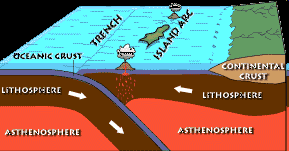 TRENCH
ISLAND ARC
OCEANIC CRUST
CONTINENTAL
CRUST
LITHOSPHERE
LITHOSPHERE
ASTHENOSPHERE
ASTHENOSPHERE